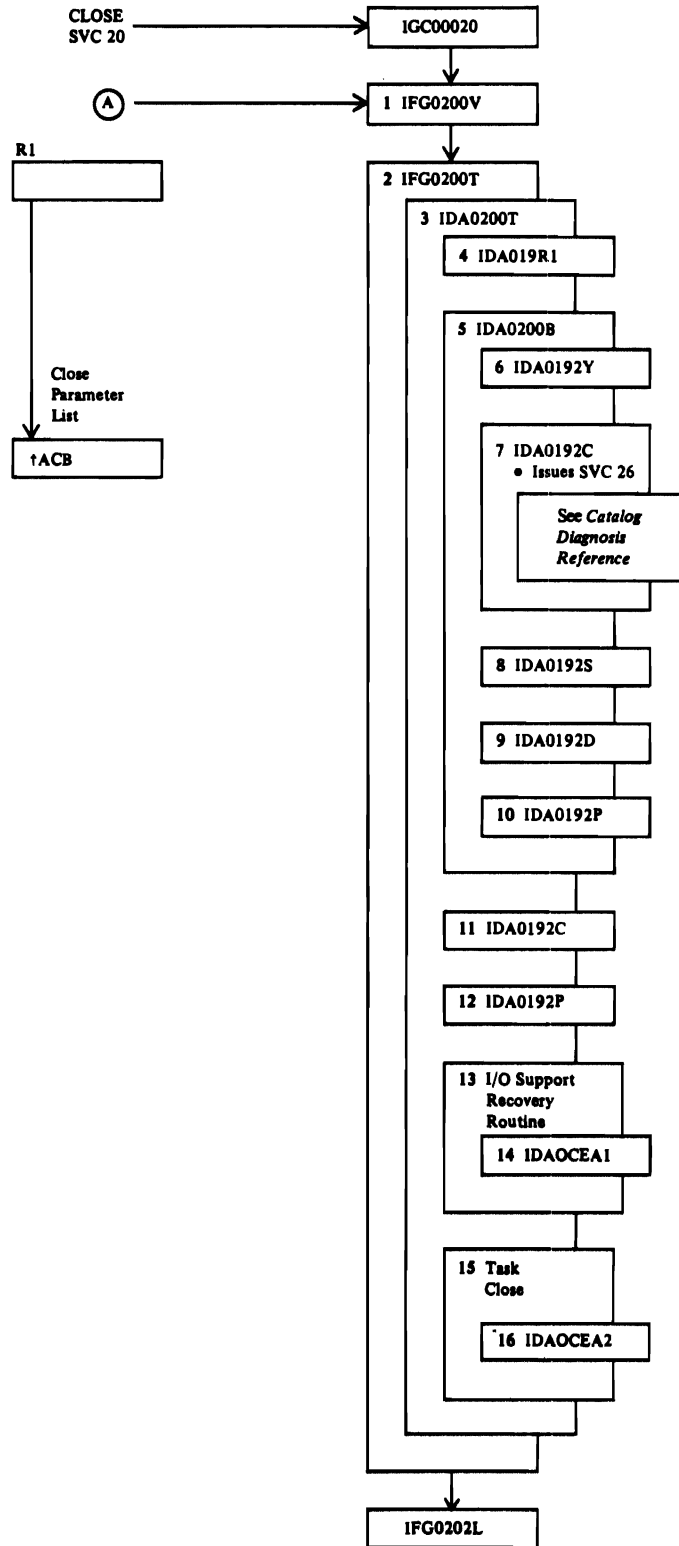 CLOSE
SVC 20
IGC00020
A
1 IFG0200V
R1
2 IFG0200T
3 IDA0200T
4 IDA019R1
5 IDA0200B
6 IDA0192Y
Close
Parameter
List
↑ACB
7 IDA0192C
• Issues SVC 26
See Catalog
Diagnosis
Reference
8 IDA0192S
9 IDA0192D
10 IDA0192P
11 IDA0192C
12 IDA0192P
13 I/O Support
Recovery
Routine
14 IDAOCEA1
15 Task
Close
16 IDAOCEA2
IFG0202L